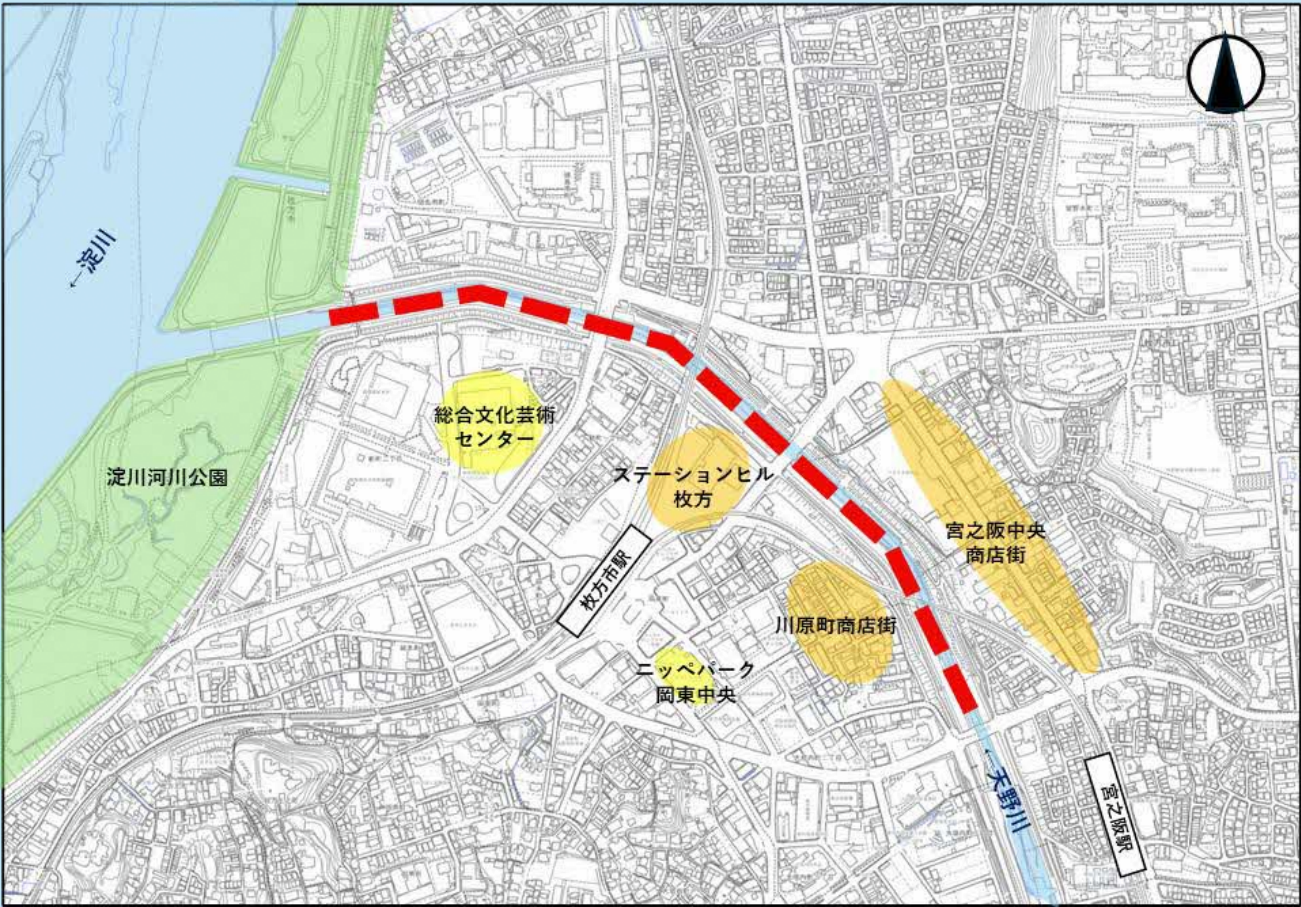 ←淀川
総合文化芸術
センター
淀川河川公園
ステーションヒル
枚方
宮之阪中央
商店街
枚方市駅
川原町商店街
ニッペパーク
岡東中央
←天野川
宮之阪駅